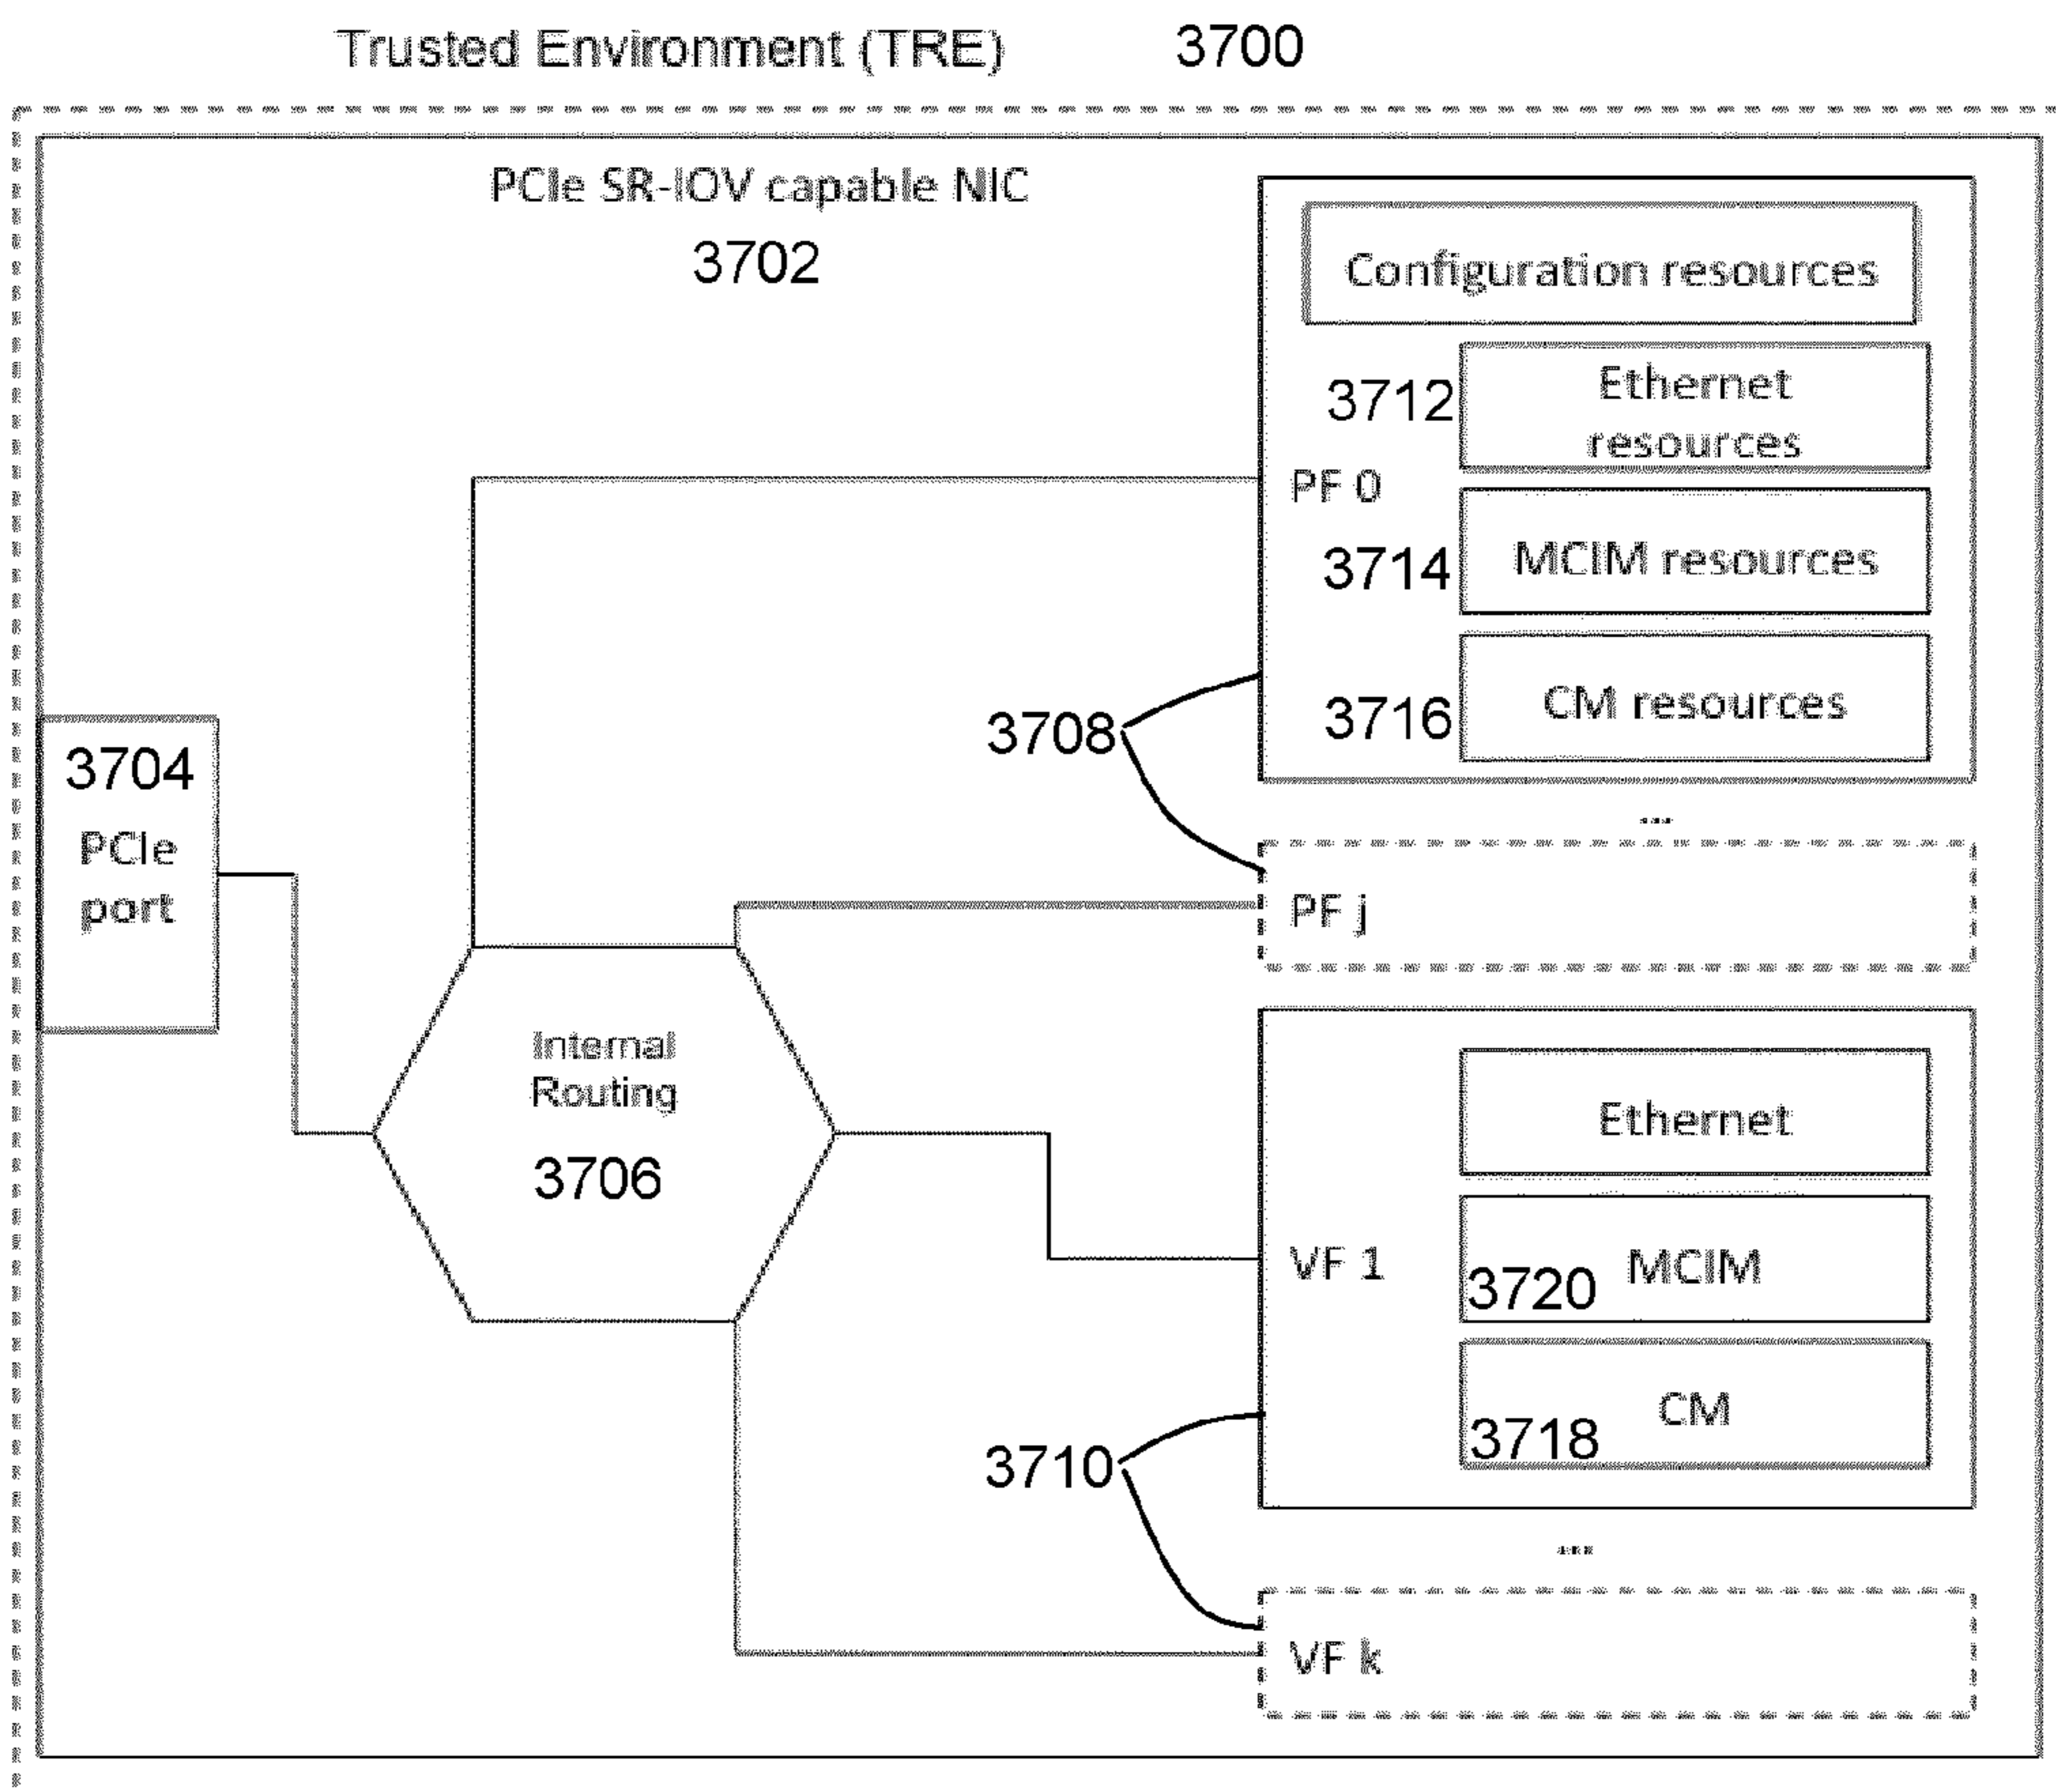 Trusted Environment (TRE) 3700
PCIe SR-IOV capable NIC
3702
Configuration resources
3712
Ethernet
resources
PF 0
3714
MCIM resources
3716
CM resources
3708
...
PF j
3704
PCIe
port
Internal
Routing
3706
Ethernet
VF 1
3720
MCIM
3718
CM
3710
...
VF k